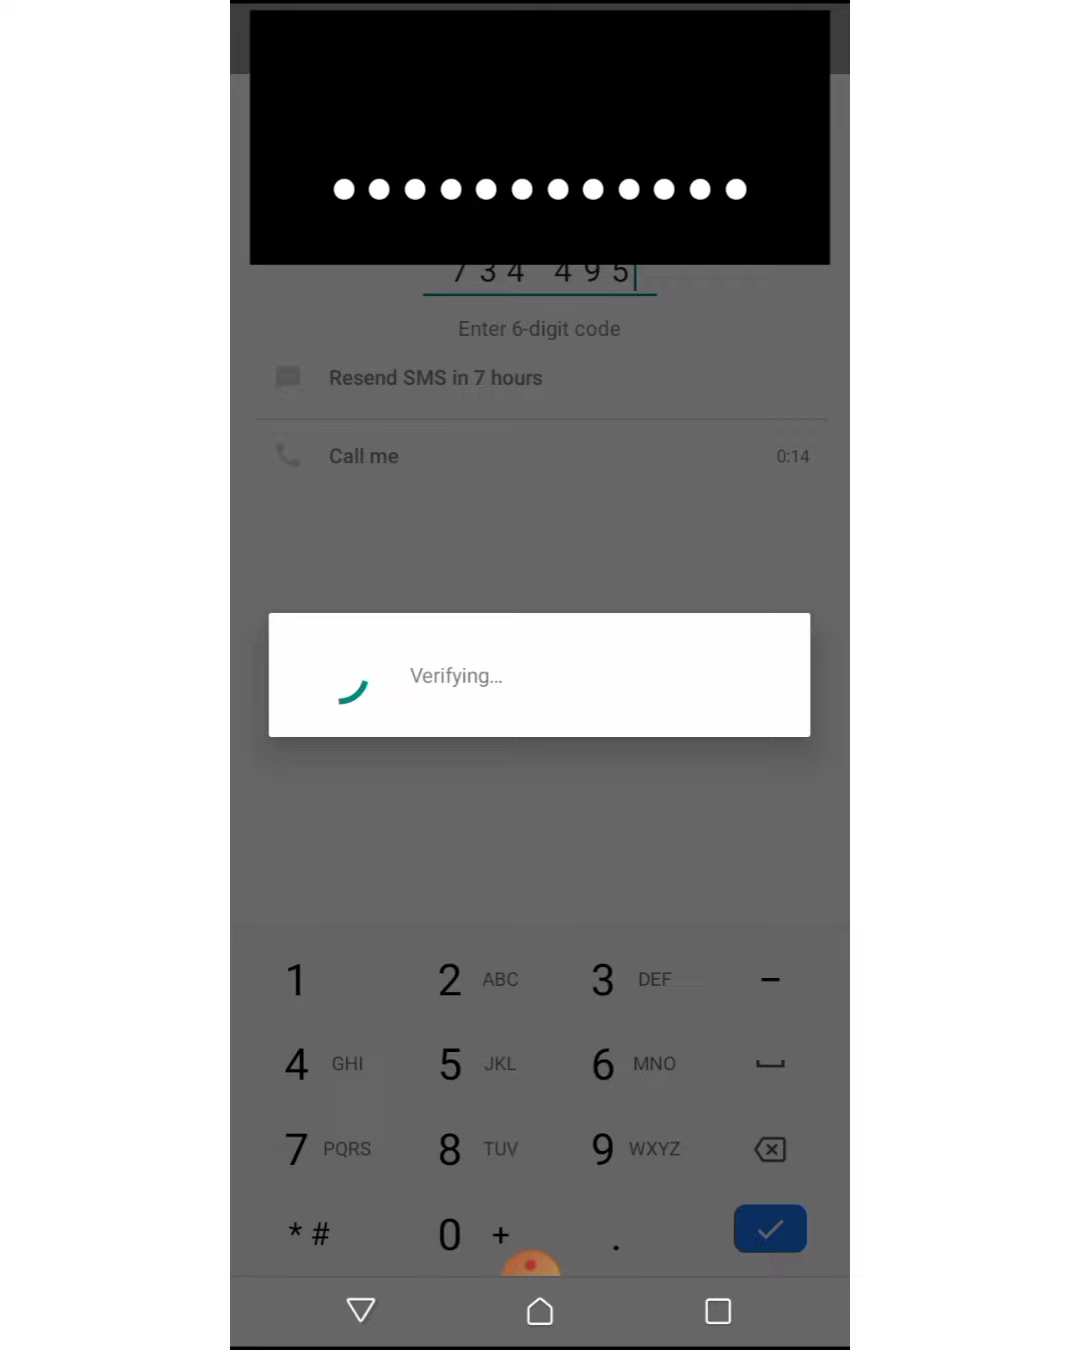 734 495
Enter 6-digit code
Resend SMS in 7 hours
Call me 0:14
Verifying...
1 2 ABC 3 DEF –
4 GHI 5 JKL 6 MNO
7 PQRS 8 TUV 9 WXYZ
* # 0 + .